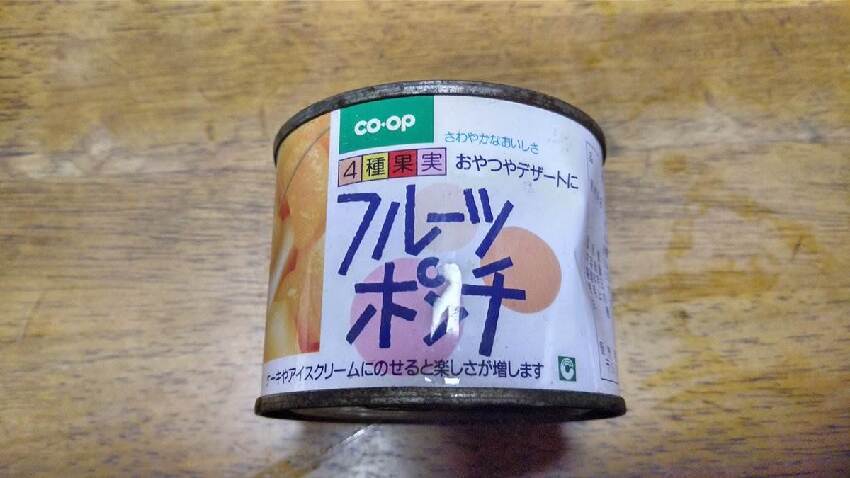 co·op
さわやかなおいしさ
4種果実
おやつやデザートに
フルーツ
ポンチ
ーキやアイスクリームにのせると楽しさが増します